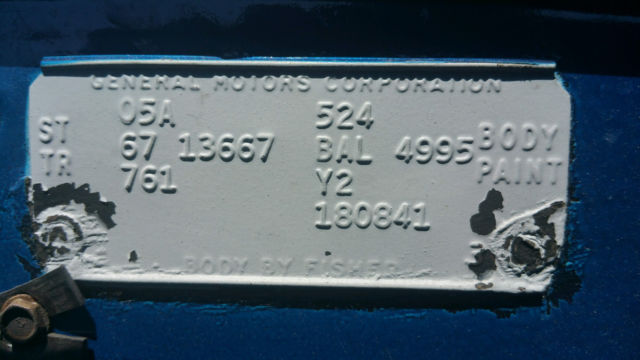 GENERAL MOTORS CORPORATION
05A 524
ST 67 13667 BAL 4995 BODY
TR 761 Y2 PAINT
180841
BODY BY FISHER